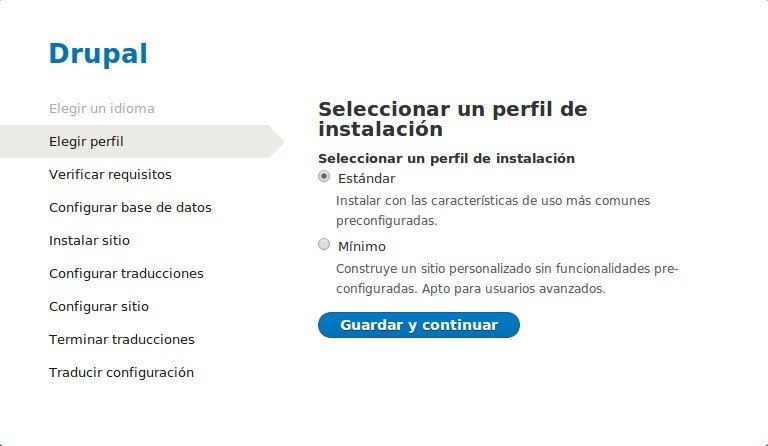 Drupal
Elegir un idioma
Elegir perfil
Verificar requisitos
Configurar base de datos
Instalar sitio
Configurar traducciones
Configurar sitio
Terminar traducciones
Traducir configuración
Seleccionar un perfil de
instalación
Seleccionar un perfil de instalación
Estándar
Instalar con las características de uso más comunes
preconfiguradas.
Mínimo
Construye un sitio personalizado sin funcionalidades pre-
configuradas. Apto para usuarios avanzados.
Guardar y continuar